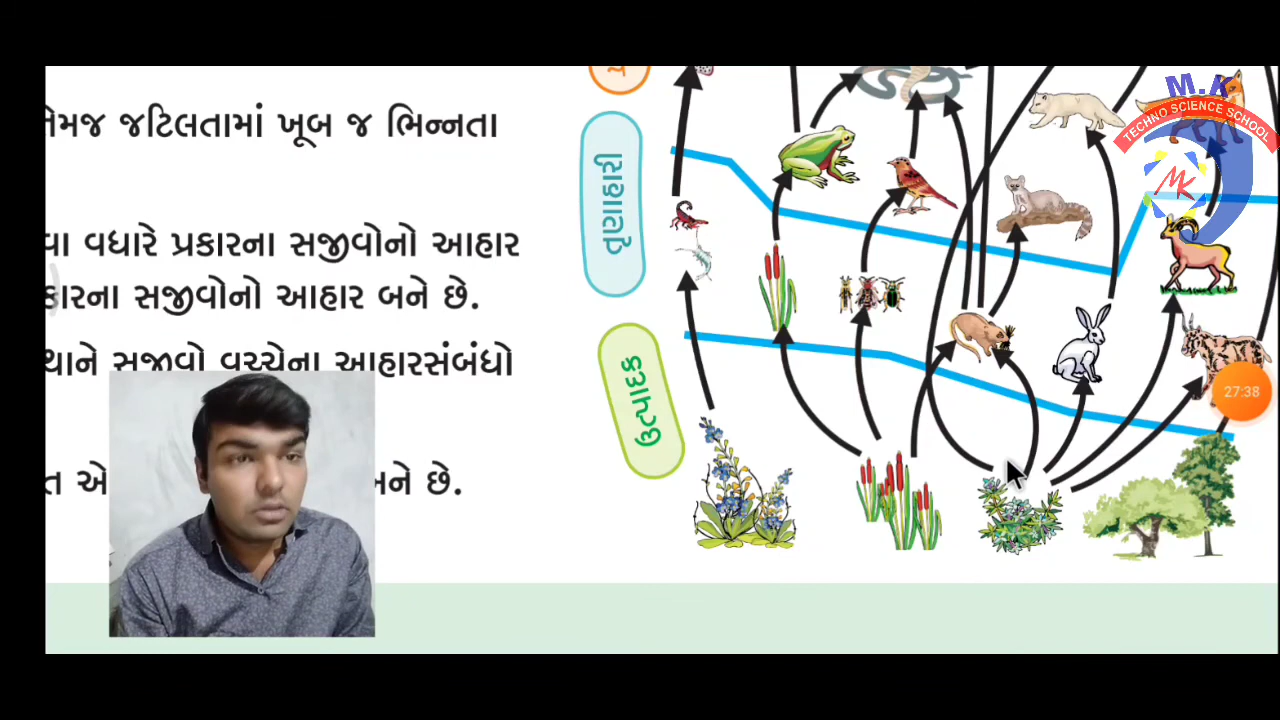 તેમજ જટિલતામાં ખૂબ જ ભિન્નતા
વધારે પ્રકારના સજીવોનો આહાર
સજીવોનો આહાર બને છે.
સજીવો વચ્ચેના આહારસંબંધો
એ
બને છે.
તૃણાહારી
ઉત્પાદક
M.K
TECHNO SCIENCE SCHOOL
MK
27:38